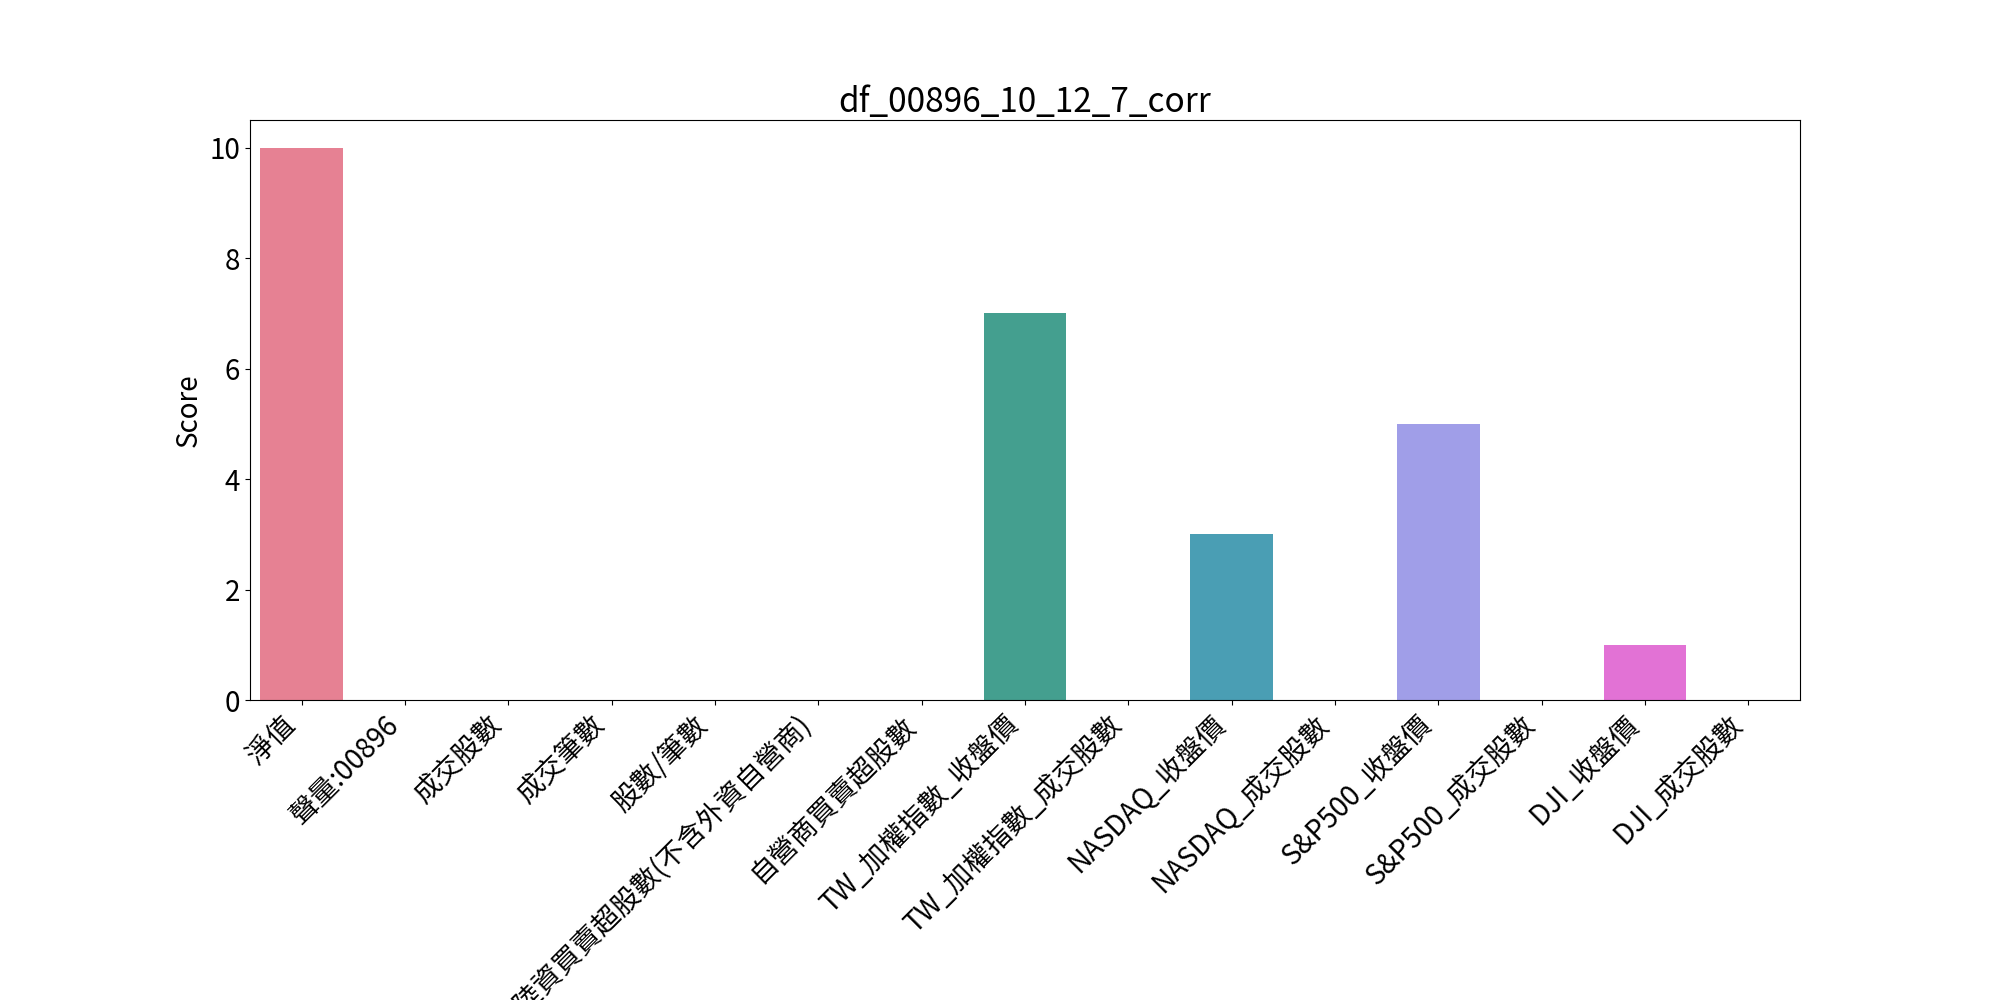 df_00896_10_12_7_corr
Score
10
8
6
4
2
0
淨值
聲量:00896
成交股數
成交筆數
股數/筆數
陸資買賣超股數(不含外資自營商)
自營商買賣超股數
TW_加權指數_收盤價
TW_加權指數_成交股數
NASDAQ_收盤價
NASDAQ_成交股數
S&P500_收盤價
S&P500_成交股數
DJI_收盤價
DJI_成交股數